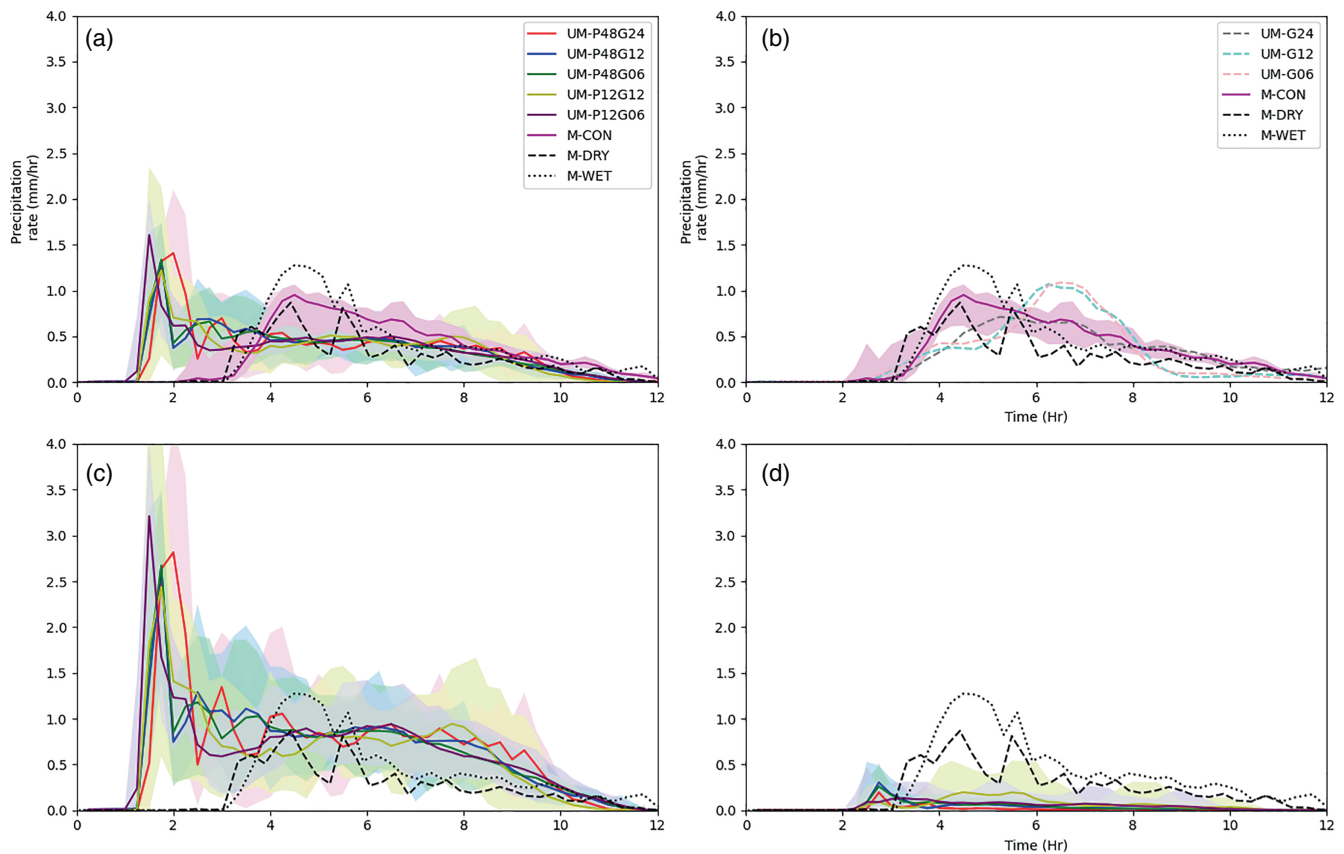 (a)
4.0
3.5
3.0
2.5
2.0
1.5
1.0
0.5
0.0
Precipitation
rate (mm/hr)
UM-P48G24
UM-P48G12
UM-P48G06
UM-P12G12
UM-P12G06
M-CON
M-DRY
M-WET
0 2 4 6 8 10 12
(b)
4.0
3.5
3.0
2.5
2.0
1.5
1.0
0.5
0.0
Precipitation
rate (mm/hr)
UM-G24
UM-G12
UM-G06
M-CON
M-DRY
M-WET
0 2 4 6 8 10 12
Time (Hr)
(c)
4.0
3.5
3.0
2.5
2.0
1.5
1.0
0.5
0.0
0 2 4 6 8 10 12
(d)
4.0
3.5
3.0
2.5
2.0
1.5
1.0
0.5
0.0
0 2 4 6 8 10 12
Time (Hr)